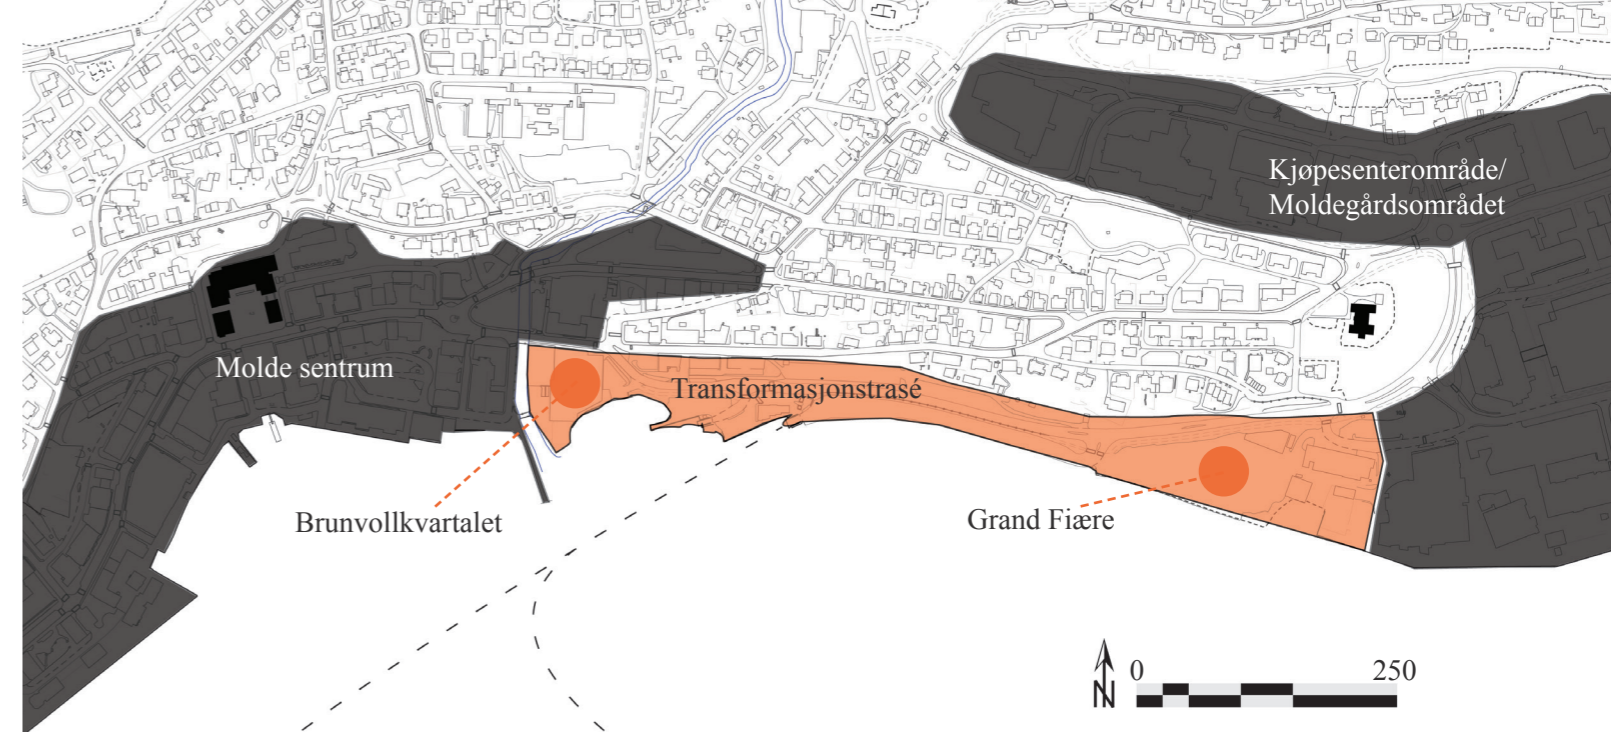 Kjøpesenterområde/
Moldegårdsområdet
Molde sentrum
Transformasjonstrasé
Brunvollkvartalet
Grand Fiære
N
0 250